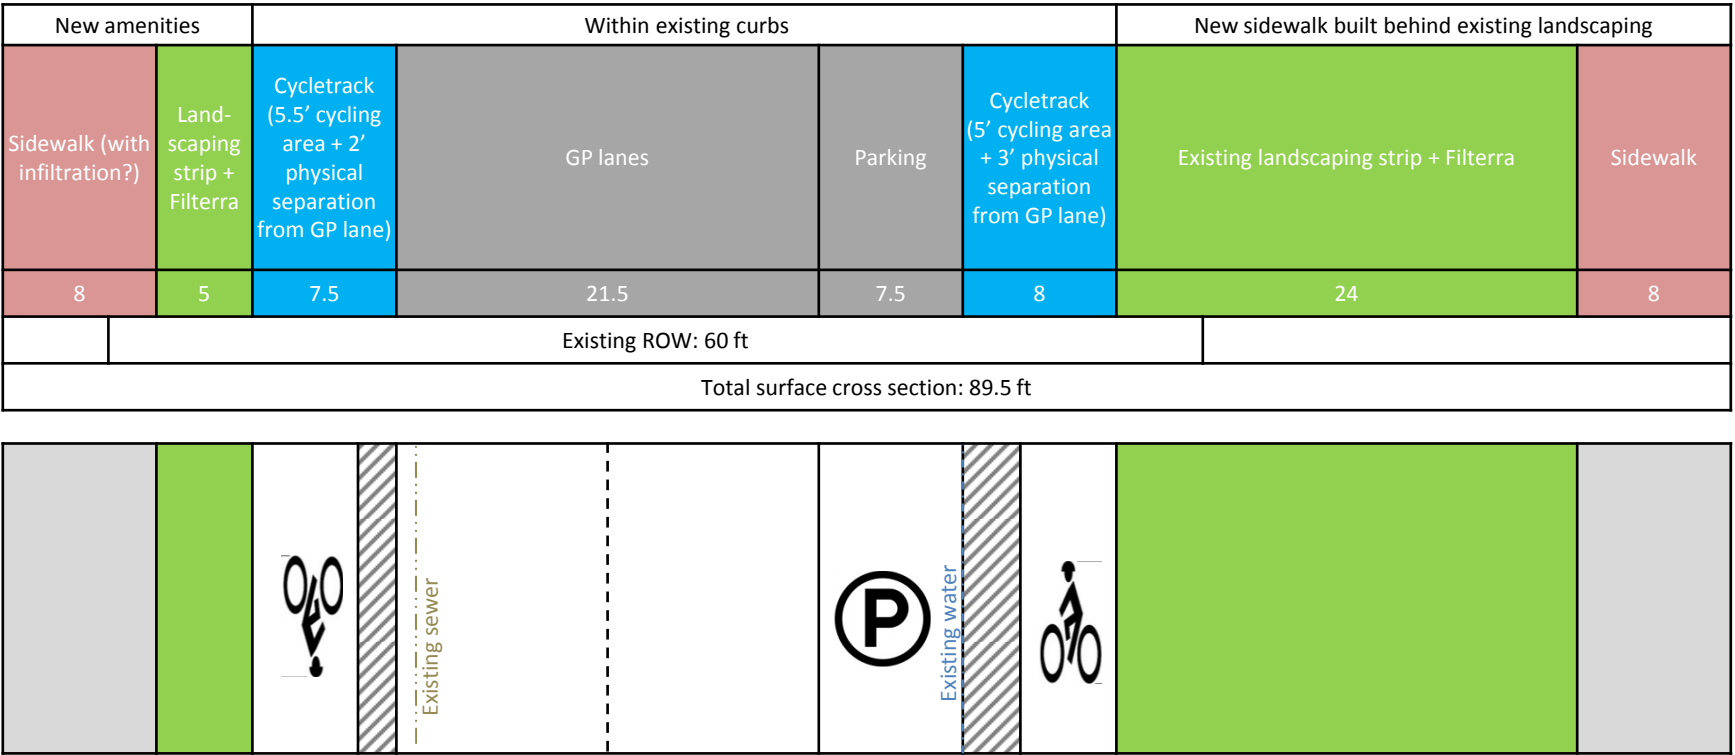 New amenities
Within existing curbs
New sidewalk built behind existing landscaping
Sidewalk (with
infiltration?)
Land-
scaping
strip +
Filterra
Cycletrack
(5.5’ cycling
area + 2’
physical
separation
from GP lane)
GP lanes
Parking
Cycletrack
(5’ cycling area
+ 3’ physical
separation
from GP lane)
Existing landscaping strip + Filterra
Sidewalk
8
5
7.5
21.5
7.5
8
24
8
Existing ROW: 60 ft
Total surface cross section: 89.5 ft
Existing sewer
P
Existing water